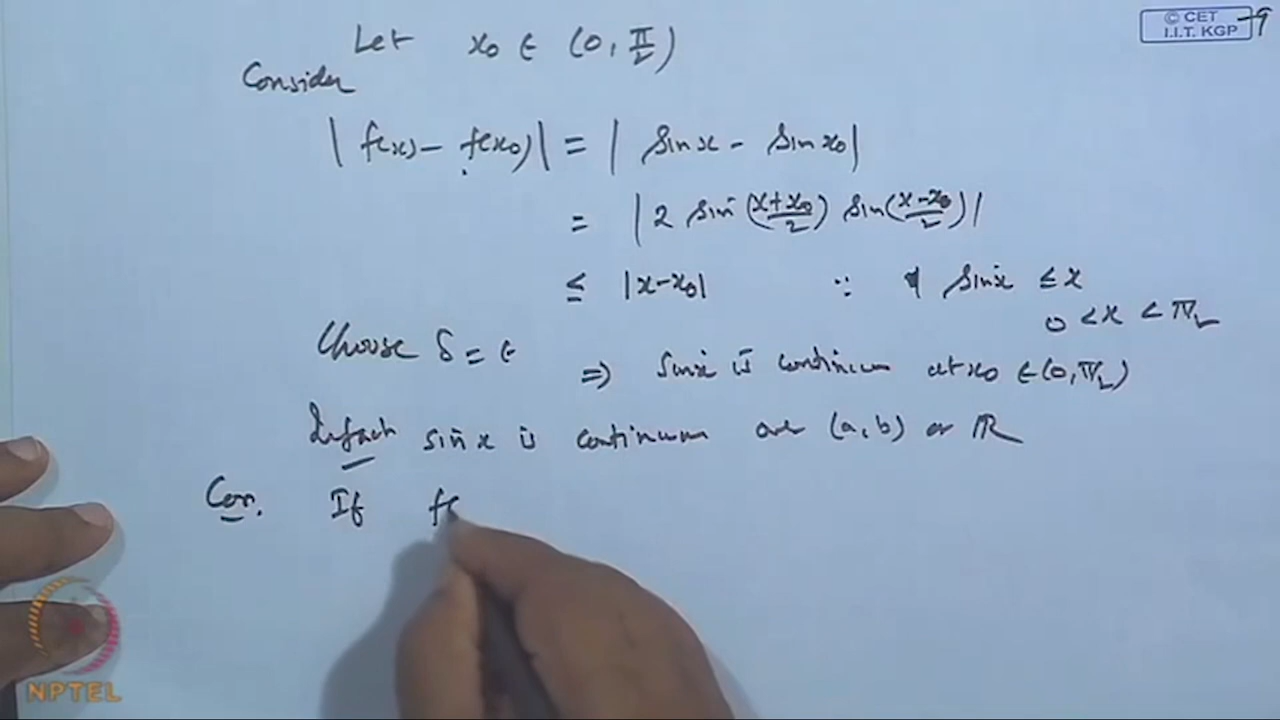 © CET
I.I.T. KGP
Let x₀ ∈ (0, π/2)
Consider
| f(x) - f(x₀) | = | Sin x - Sin x₀ |
= | 2 Sin (x+x₀/2) Sin (x-x₀/2) |
≤ |x-x₀| ∵ Sin x ≤ x
0 < x < π/2
Choose δ = ε
⇒ Sin x is continuous at x₀ ∈ (0, π/2)
Infact sin x is continuous over (a, b) or ℝ
Cor. If f(
NPTEL